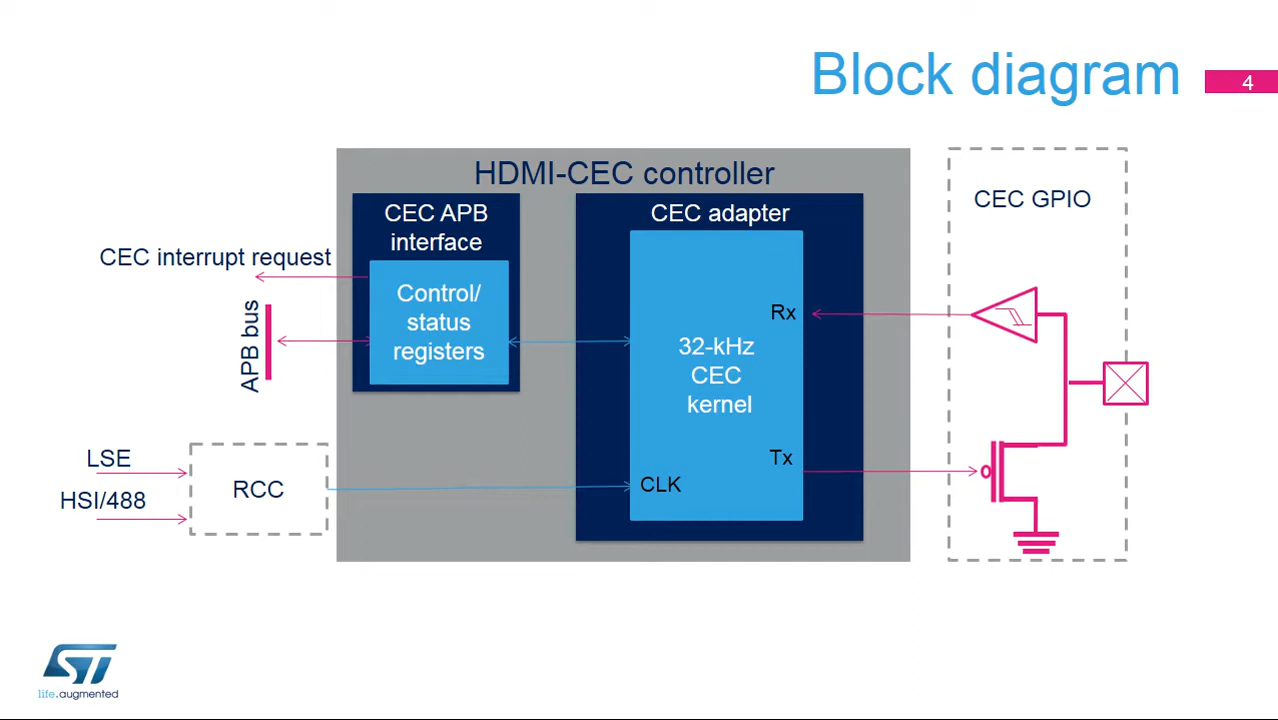 Block diagram
4
HDMI-CEC controller
CEC APB
interface
CEC adapter
CEC GPIO
CEC interrupt request
Control/
status
registers
APB bus
Rx
32-kHz
CEC
kernel
Tx
LSE
HSI/488
RCC
CLK
ST
life.augmented